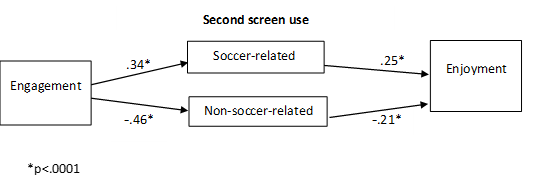 Second screen use
Soccer-related
.34*
.25*
Engagement
Enjoyment
Non-soccer-related
-.46*
-.21*
*p<.0001